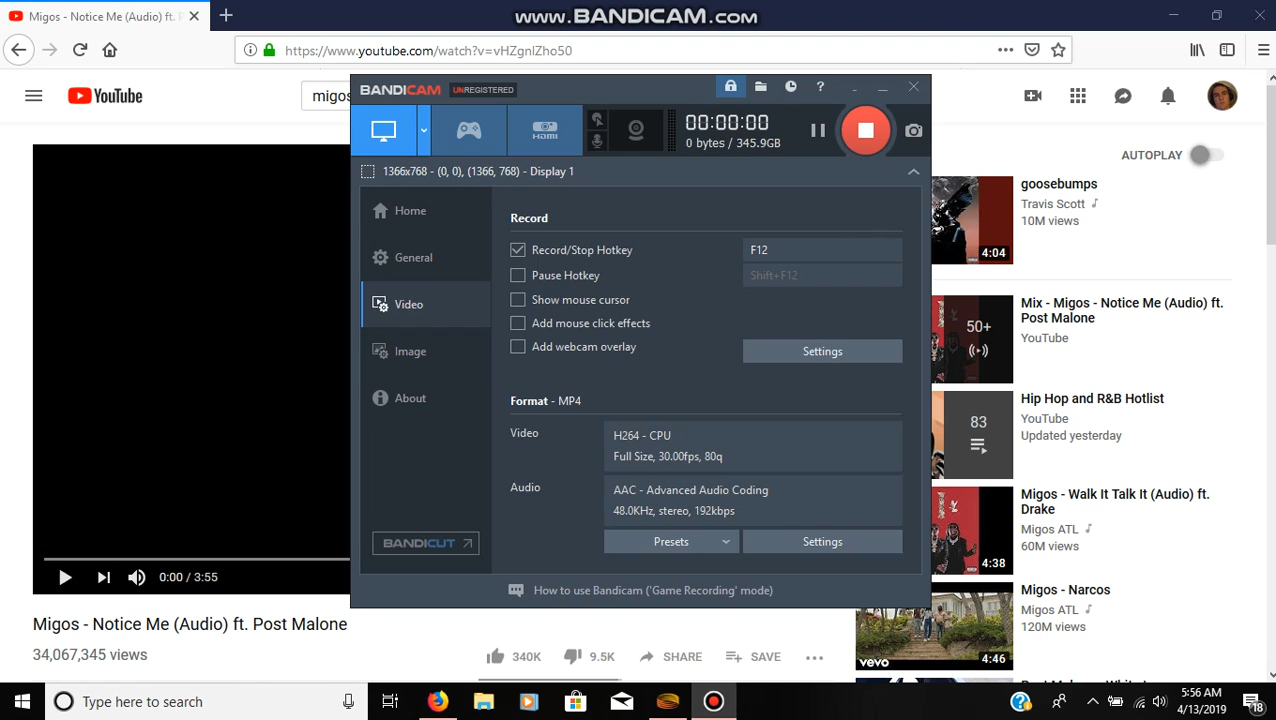 Migos - Notice Me (Audio) ft. P
www.BANDICAM.com
https://www.youtube.com/watch?v=vHZgnIZho50
YouTube
migos
BANDICAM
UNREGISTERED
HDMI
00:00:00
0 bytes / 345.9GB
1366x768 - (0, 0), (1366, 768) - Display 1
Home
General
Video
Image
About
BANDICUT
Record
Record/Stop Hotkey
F12
Pause Hotkey
Shift+F12
Show mouse cursor
Add mouse click effects
Add webcam overlay
Settings
Format - MP4
Video
H264 - CPU
Full Size, 30.00fps, 80q
Audio
AAC - Advanced Audio Coding
48.0KHz, stereo, 192kbps
Presets
Settings
How to use Bandicam ('Game Recording' mode)
0:00 / 3:55
Migos - Notice Me (Audio) ft. Post Malone
34,067,345 views
340K
9.5K
SHARE
SAVE
AUTOPLAY
goosebumps
Travis Scott
10M views
4:04
50+
Mix - Migos - Notice Me (Audio) ft.
Post Malone
YouTube
83
Hip Hop and R&B Hotlist
YouTube
Updated yesterday
Migos - Walk It Talk It (Audio) ft.
Drake
Migos ATL
60M views
4:38
Migos - Narcos
Migos ATL
120M views
vevo
4:46
Type here to search
5:56 AM
4/13/2019
18